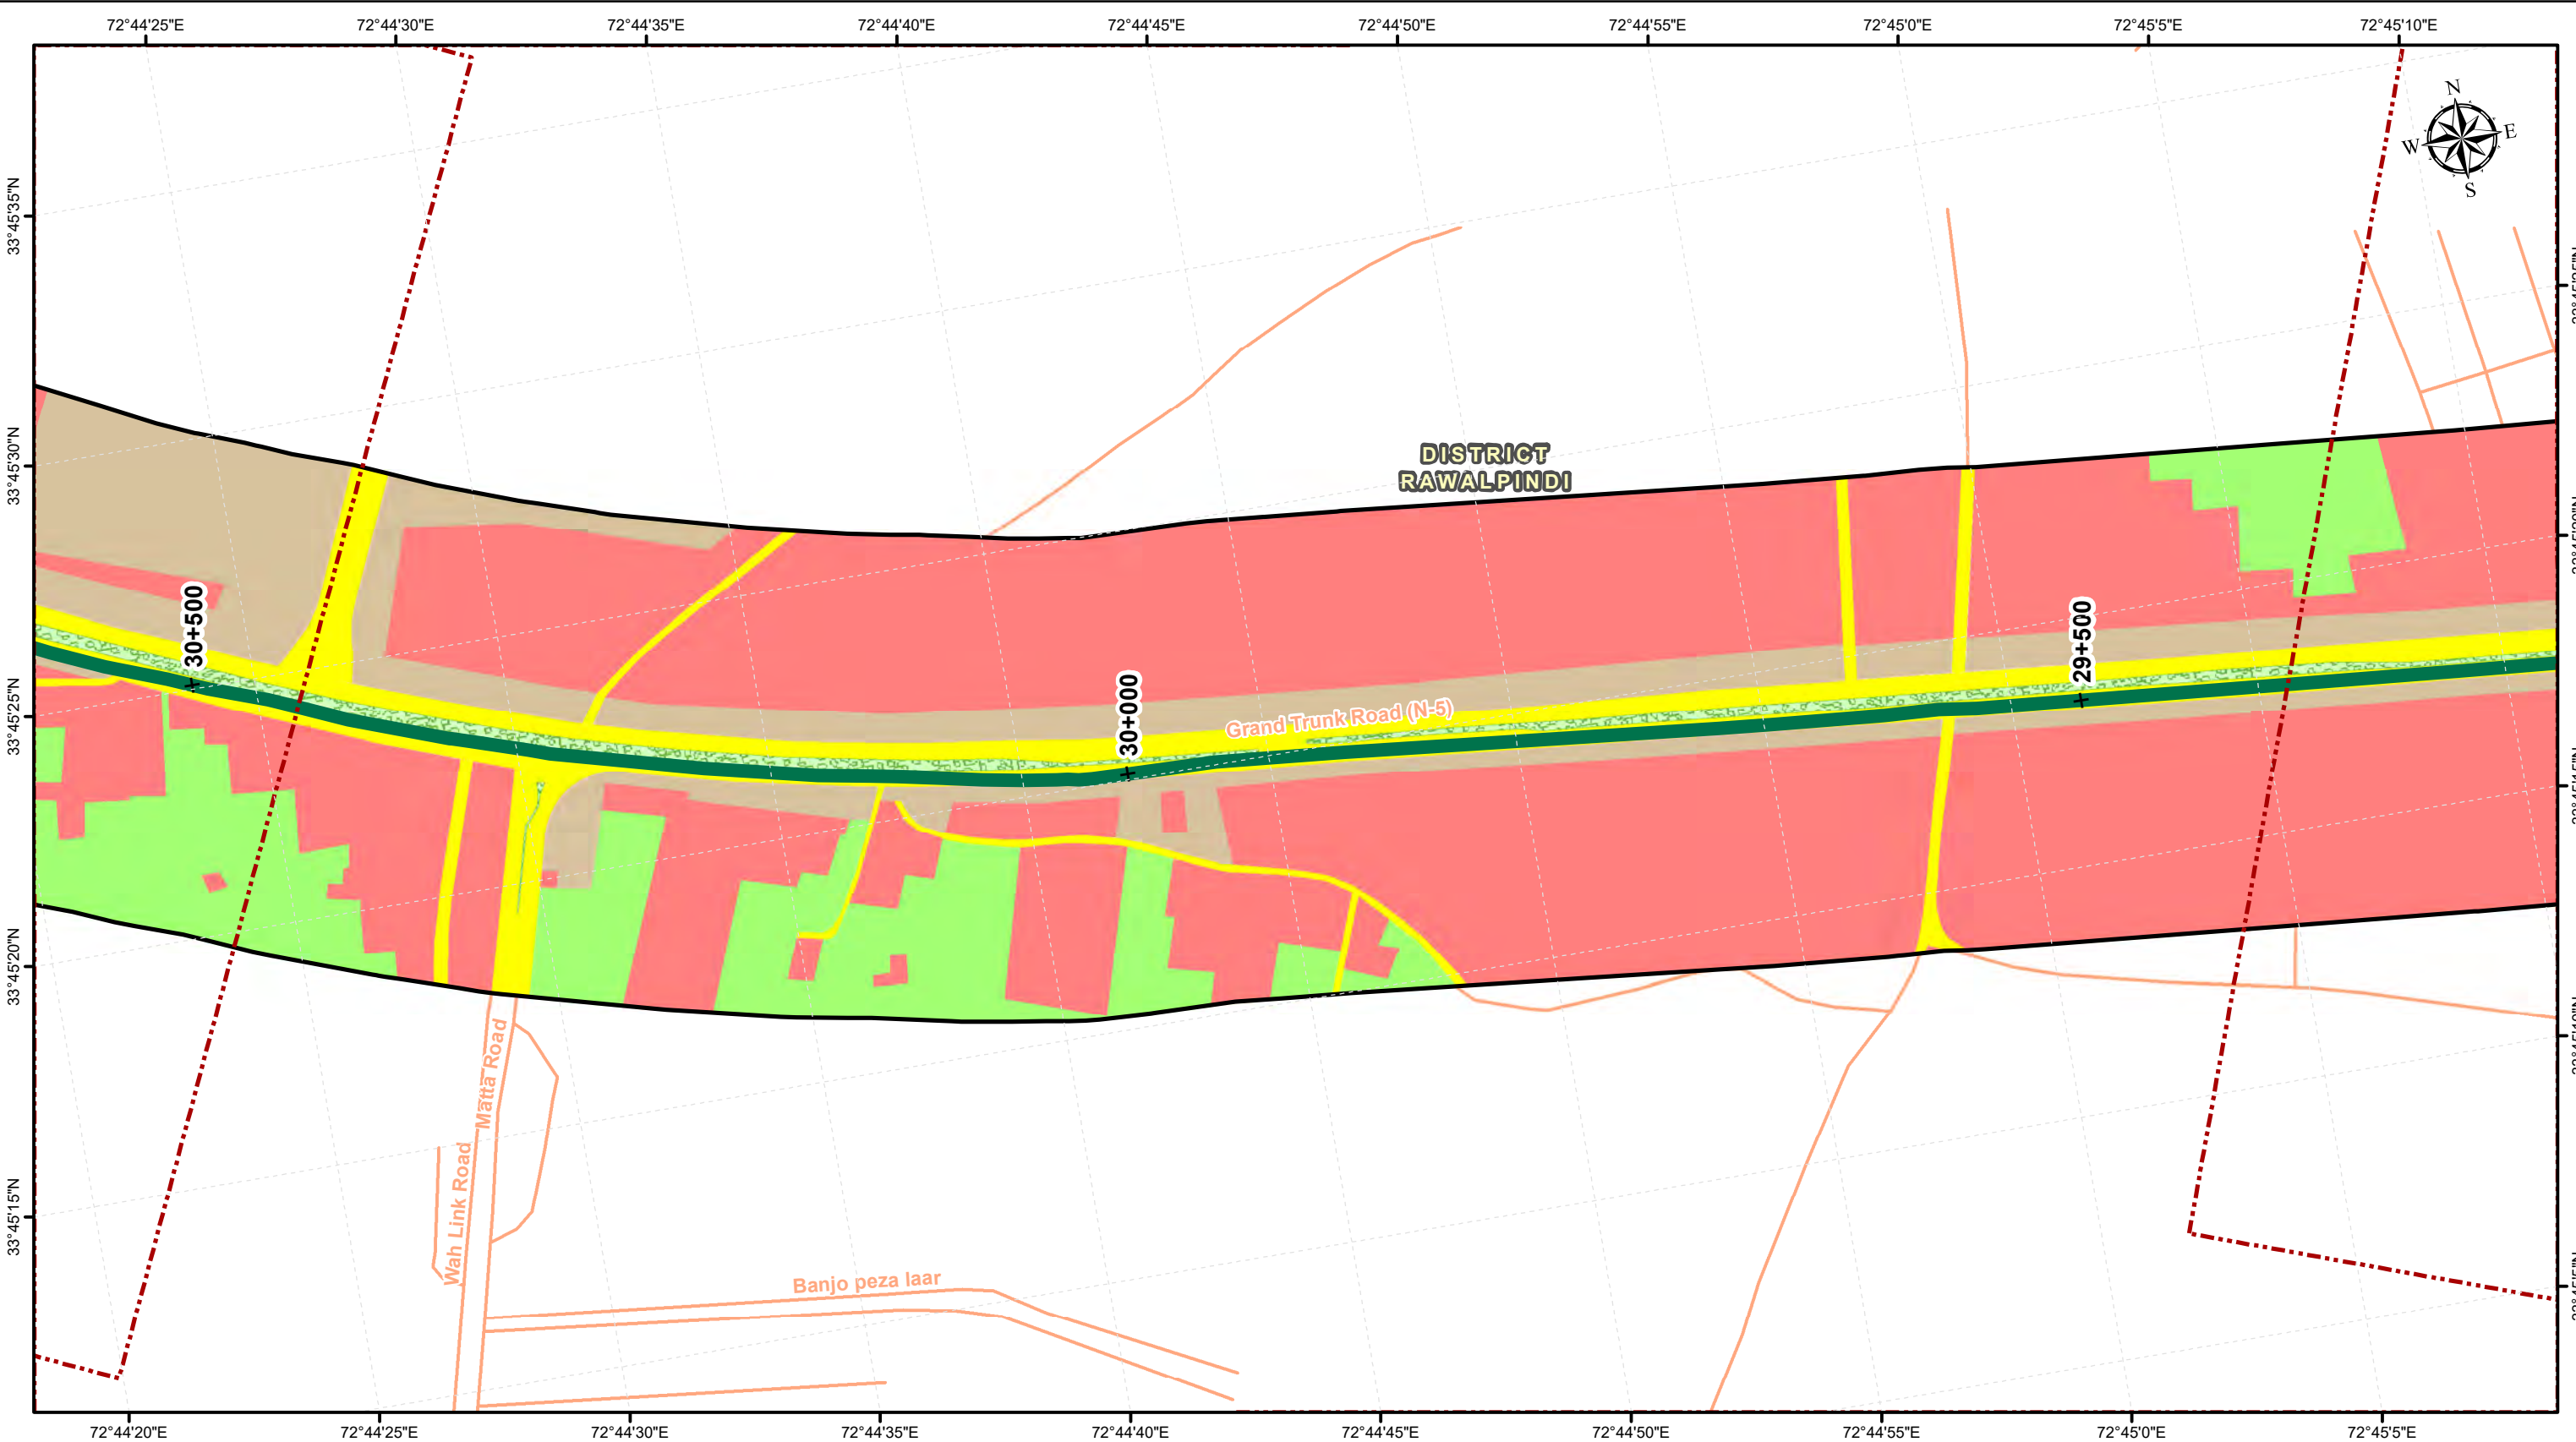 72°44'25"E
72°44'30"E
72°44'35"E
72°44'40"E
72°44'45"E
72°44'50"E
72°44'55"E
72°45'0"E
72°45'5"E
72°45'10"E
N
W
E
S
33°45'35"N
33°45'30"N
33°45'25"N
33°45'20"N
33°45'15"N
DISTRICT
RAWALPINDI
30+500
30+000
29+500
Grand Trunk Road (N-5)
Matta Road
Wah Link Road
Banjo peza laar
72°44'20"E
72°44'25"E
72°44'30"E
72°44'35"E
72°44'40"E
72°44'45"E
72°44'50"E
72°44'55"E
72°45'0"E
72°45'5"E